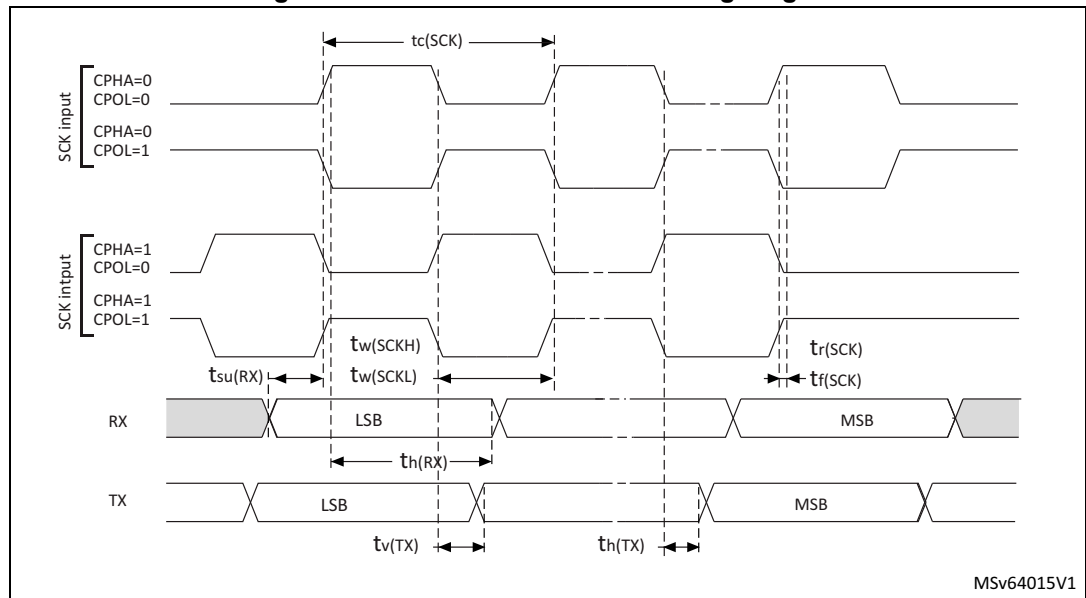 tc(SCK)
SCK input
CPHA=0
CPOL=0
CPHA=0
CPOL=1
SCK intput
CPHA=1
CPOL=0
CPHA=1
CPOL=1
tw(SCKH)
tw(SCKL)
tr(SCK)
tf(SCK)
tsu(RX)
RX
LSB
MSB
th(RX)
TX
LSB
MSB
tv(TX)
th(TX)
MSv64015V1